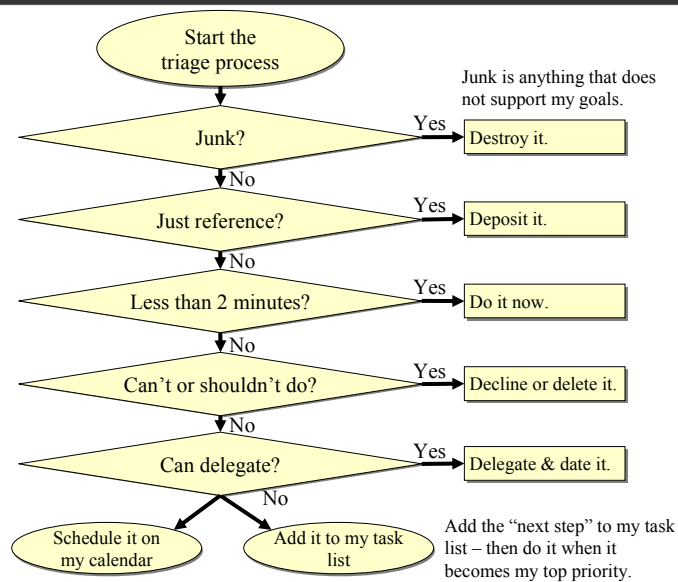 Start the
triage process
Junk is anything that does
not support my goals.
Junk?
Yes
Destroy it.
No
Just reference?
Yes
Deposit it.
No
Less than 2 minutes?
Yes
Do it now.
No
Can’t or shouldn’t do?
Yes
Decline or delete it.
No
Can delegate?
Yes
Delegate & date it.
No
Schedule it on
my calendar
Add it to my task
list
Add the “next step” to my task
list – then do it when it
becomes my top priority.